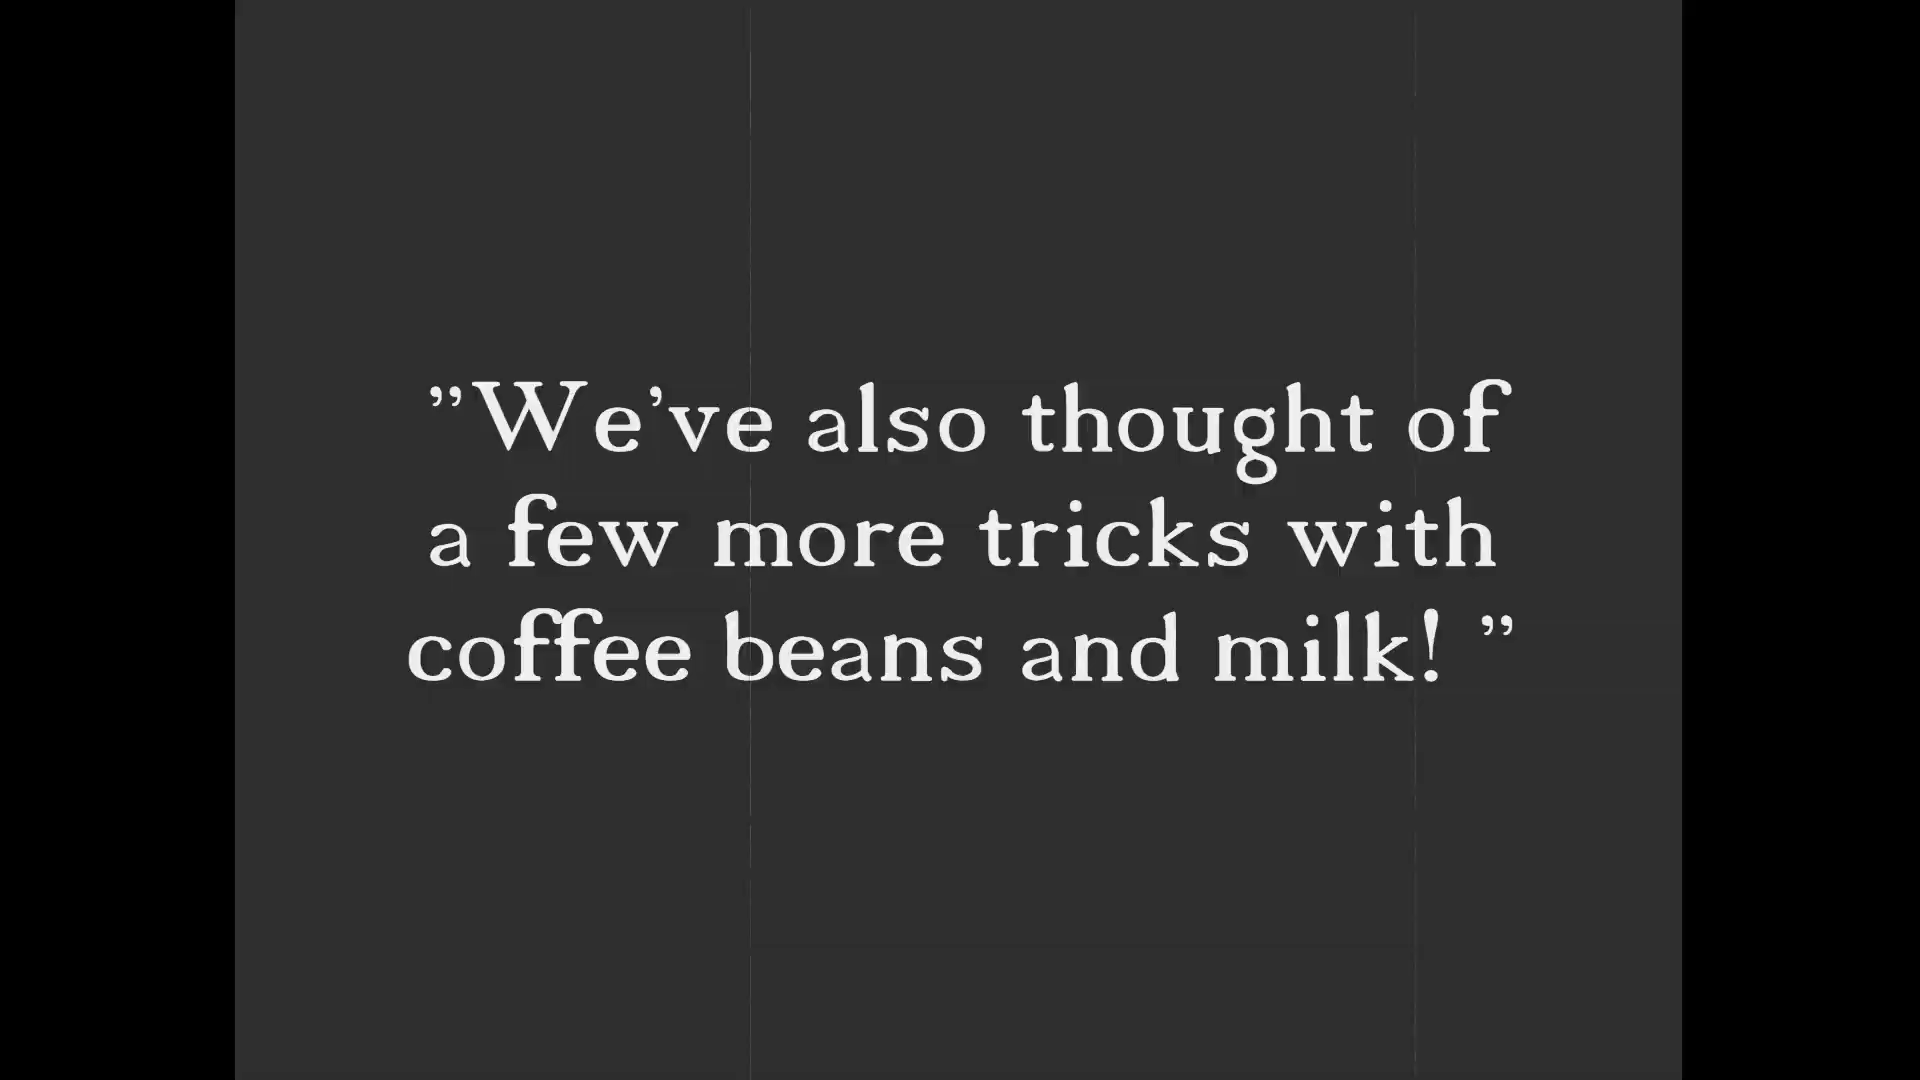 ”We’ve also thought of
a few more tricks with
coffee beans and milk! ”